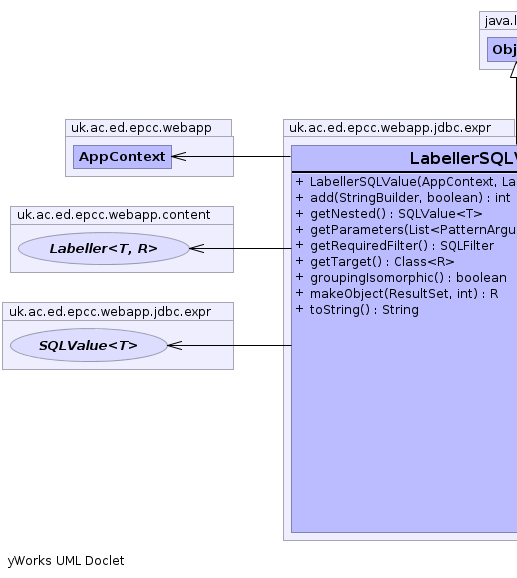 java.l
Obj
uk.ac.ed.epcc.webapp
AppContext
uk.ac.ed.epcc.webapp.content
Labeller<T, R>
uk.ac.ed.epcc.webapp.jdbc.expr
SQLValue<T>
uk.ac.ed.epcc.webapp.jdbc.expr
LabellerSQLV
+ LabellerSQLValue(AppContext, La
+ add(StringBuilder, boolean) : int
+ getNested() : SQLValue<T>
+ getParameters(List<PatternArgu
+ getRequiredFilter() : SQLFilter
+ getTarget() : Class<R>
+ groupingIsomorphic() : boolean
+ makeObject(ResultSet, int) : R
+ toString() : String
yWorks UML Doclet